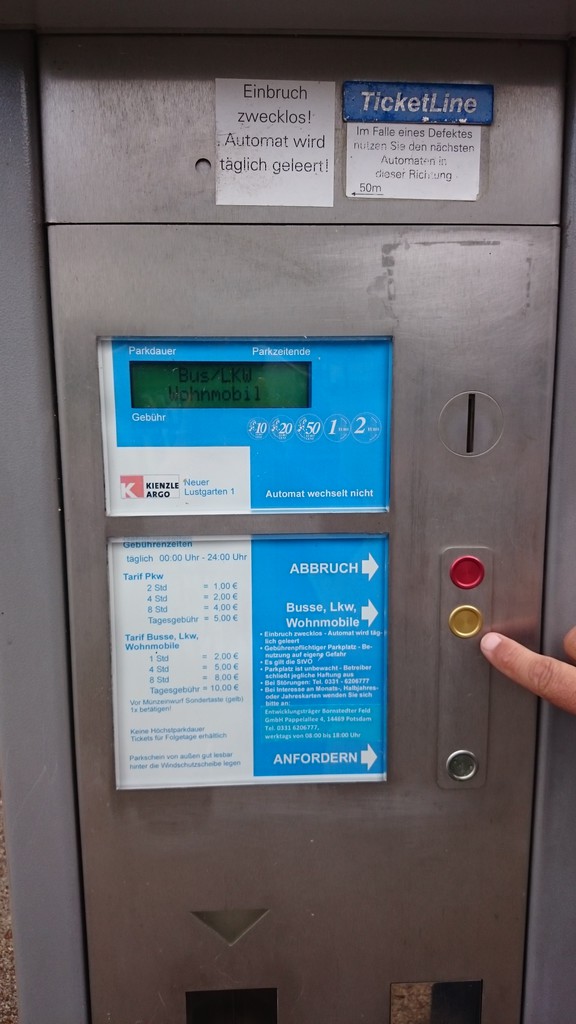 Einbruch
zwecklos!
Automat wird
täglich geleert!
TicketLine
Im Falle eines Defektes
nutzen Sie den nächsten
Automaten in
dieser Richtung
50m
Parkdauer Parkzeitende
Bus/LKW
Wohnmobil
Gebühr
10 20 50 1 2
KIENZLE
ARGO
Neuer
Lustgarten 1
Automat wechselt nicht
Gebührenzeiten
täglich 00:00 Uhr - 24:00 Uhr
Tarif Pkw
2 Std = 1,00 €
4 Std = 2,00 €
8 Std = 4,00 €
Tagesgebühr = 5,00 €
Tarif Busse, Lkw,
Wohnmobile
1 Std = 2,00 €
4 Std = 5,00 €
8 Std = 8,00 €
Tagesgebühr = 10,00 €
Vor Münzeinwurf Sondertaste (gelb)
1x betätigen!
Keine Höchstparkdauer
Tickets für Folgetage erhältlich
Parkschein von außen gut lesbar
hinter die Windschutzscheibe legen
ABBRUCH
Busse, Lkw,
Wohnmobile
• Einbruch zwecklos - Automat wird täg-
lich geleert
• Gebührenpflichtiger Parkplatz - Be-
nutzung auf eigene Gefahr
• Es gilt die StVO
• Parkplatz ist unbewacht - Betreiber
schließt jegliche Haftung aus
• Bei Störungen: Tel. 0331 - 6206777
• Bei Interesse an Monats-, Halbjahres-
oder Jahreskarten wenden Sie sich
bitte an:
Entwicklungsträger Bornstedter Feld
GmbH Pappelallee 4, 14469 Potsdam
Tel. 0331 6206777,
werktags von 08:00 bis 18:00 Uhr
ANFORDERN